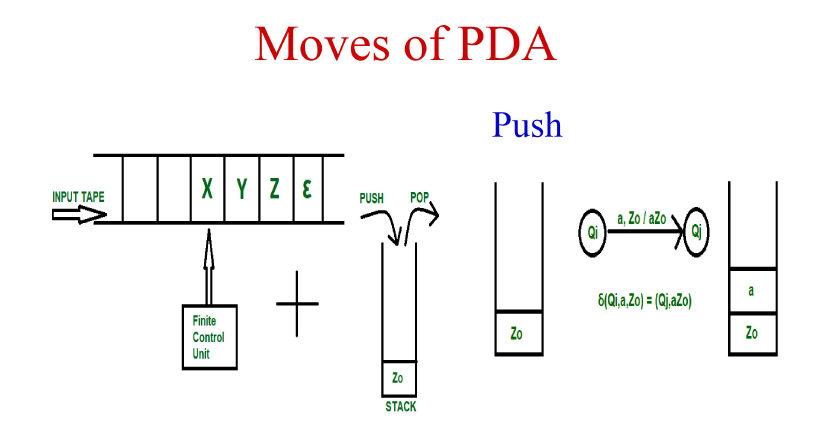 Moves of PDA
Push
INPUT TAPE
X Y Z ε
PUSH POP
Finite
Control
Unit
Zo
STACK
Zo
Qi
a, Zo / aZo
Qj
δ(Qi,a,Zo) = (Qj,aZo)
a
Zo